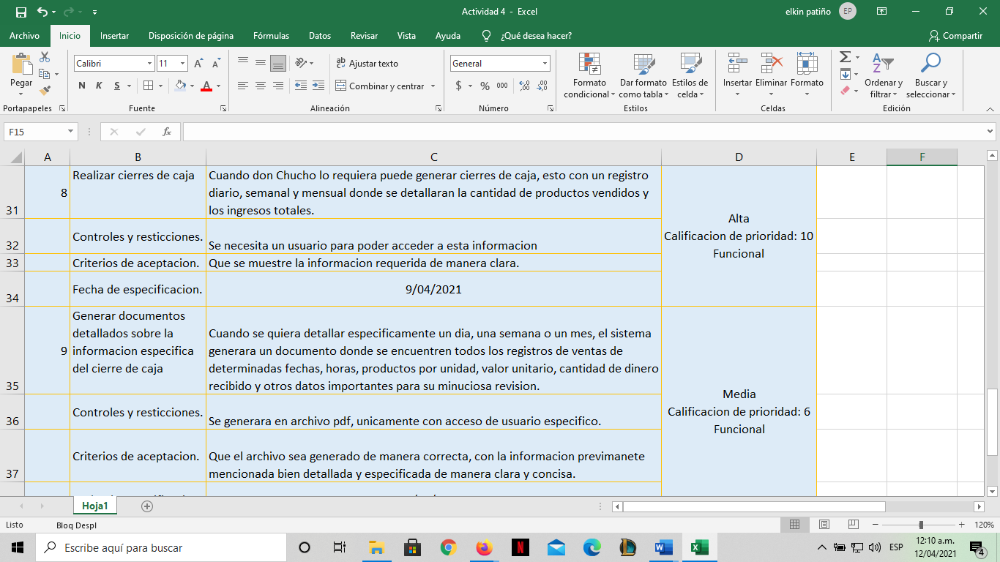 Actividad 4 - Excel
elkin patiño
EP
Archivo Inicio Insertar Disposición de página Fórmulas Datos Revisar Vista Ayuda ¿Qué desea hacer? Compartir
Pegar
Portapapeles
Calibri 11
N K S
Fuente
Ajustar texto
Combinar y centrar
Alineación
General
$ % 000
Número
Formato condicional
Dar formato como tabla
Estilos de celda
Estilos
Insertar Eliminar Formato
Celdas
Ordenar y filtrar
Buscar y seleccionar
Edición
F15
fx
A B C D E F
31
8
Realizar cierres de caja
Cuando don Chucho lo requiera puede generar cierres de caja, esto con un registro
diario, semanal y mensual donde se detallaran la cantidad de productos vendidos y
los ingresos totales.
Alta
Calificacion de prioridad: 10
Funcional
32
Controles y resticciones.
Se necesita un usuario para poder acceder a esta informacion
33
Criterios de aceptacion.
Que se muestre la informacion requerida de manera clara.
34
Fecha de especificacion.
9/04/2021
35
9
Generar documentos
detallados sobre la
informacion especifica
del cierre de caja
Cuando se quiera detallar especificamente un dia, una semana o un mes, el sistema
generara un documento donde se encuentren todos los registros de ventas de
determinadas fechas, horas, productos por unidad, valor unitario, cantidad de dinero
recibido y otros datos importantes para su minuciosa revision.
Media
Calificacion de prioridad: 6
Funcional
36
Controles y resticciones.
Se generara en archivo pdf, unicamente con acceso de usuario especifico.
37
Criterios de aceptacion.
Que el archivo sea generado de manera correcta, con la informacion previmanete
mencionada bien detallada y especificada de manera clara y concisa.
Hoja1
Listo Bloq Despl 120%
Escribe aquí para buscar
ESP
12:10 a.m.
12/04/2021
4